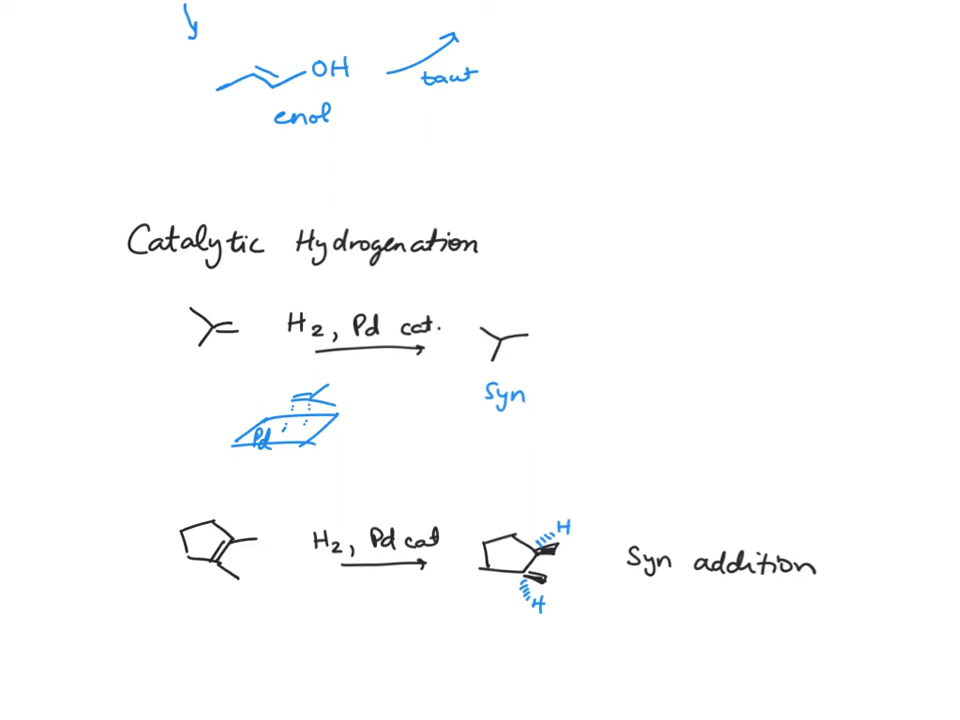 OH
taut
enol
Catalytic Hydrogenation
H2, Pd cat.
Syn
Pd
H
H2, Pd cat
Syn addition
H